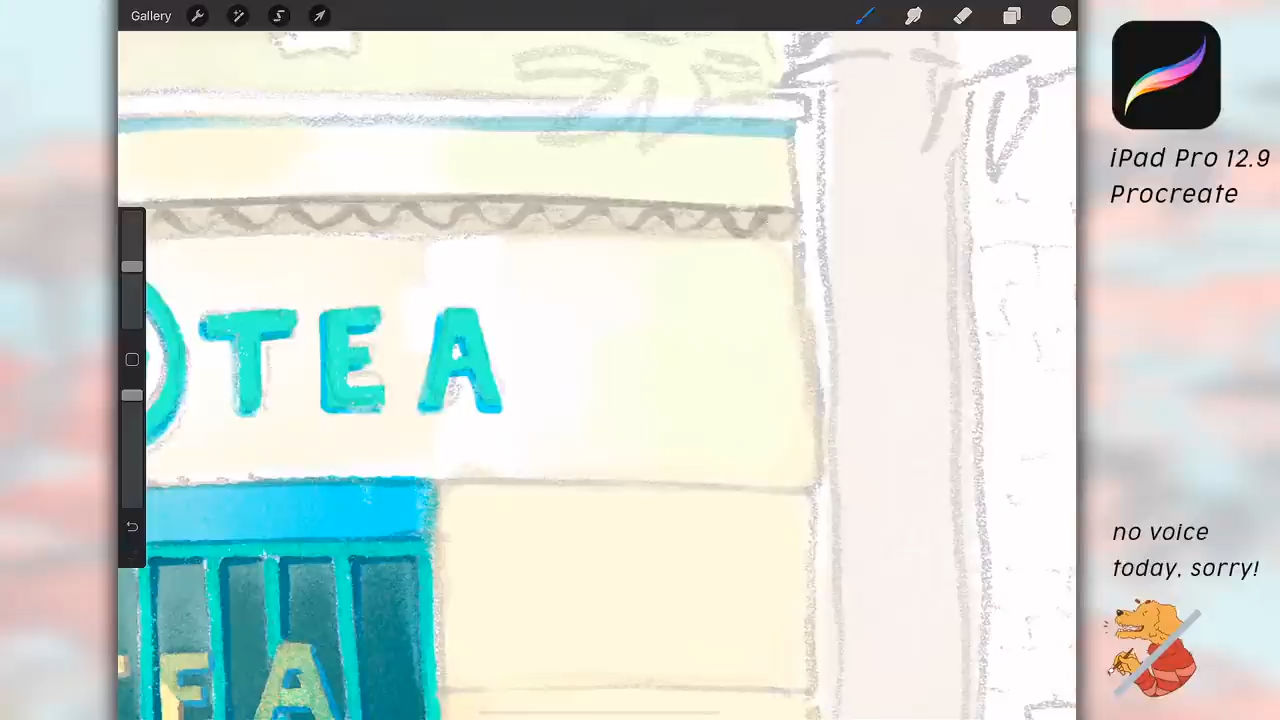 Gallery
iPad Pro 12.9
Procreate
TEA
EA
no voice
today, sorry!